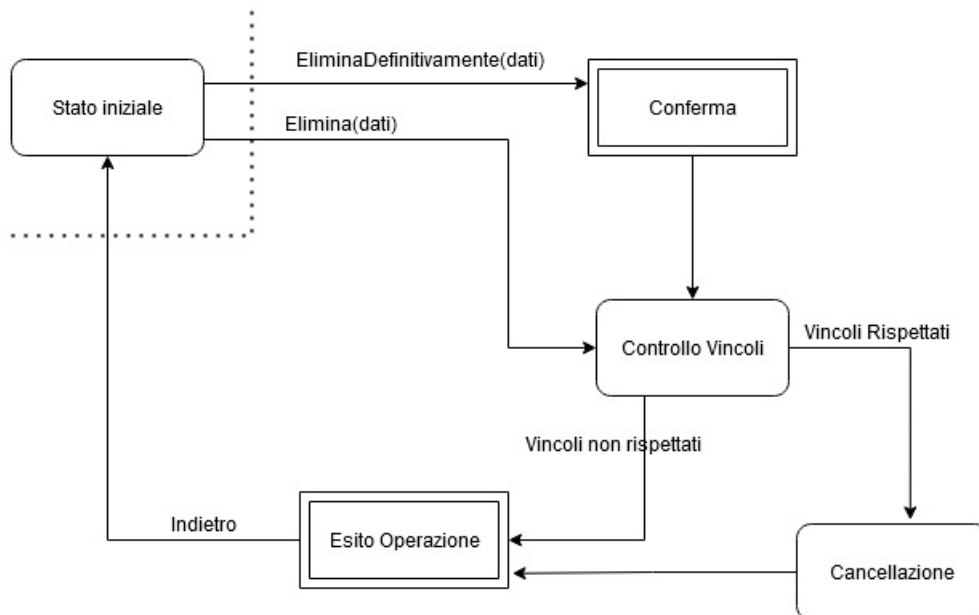 EliminaDefinitivamente(dati)
Stato iniziale
Conferma
Elimina(dati)
Vincoli Rispettati
Controllo Vincoli
Vincoli non rispettati
Indietro
Esito Operazione
Cancellazione